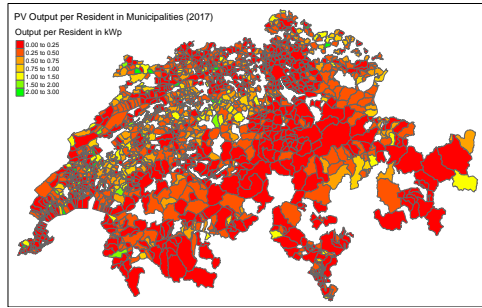 PV Output per Resident in Municipalities (2017)
Output per Resident in kWp
0.00 to 0.25
0.25 to 0.50
0.50 to 0.75
0.75 to 1.00
1.00 to 1.50
1.50 to 2.00
2.00 to 3.00